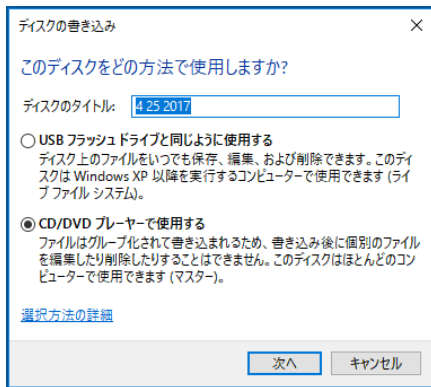 ディスクの書き込み
このディスクをどの方法で使用しますか?
ディスクのタイトル: 4 25 2017
USB フラッシュ ドライブと同じように使用する
ディスク上のファイルをいつでも保存、編集、および削除できます。このディ
スクは Windows XP 以降を実行するコンピューターで使用できます (ライ
ブ ファイル システム)。
CD/DVD プレーヤーで使用する
ファイルはグループ化されて書き込まれるため、書き込み後に個別のファイル
を編集したり削除したりすることはできません。このディスクはほとんどのコン
ピューターで使用できます (マスター)。
選択方法の詳細
次へ キャンセル